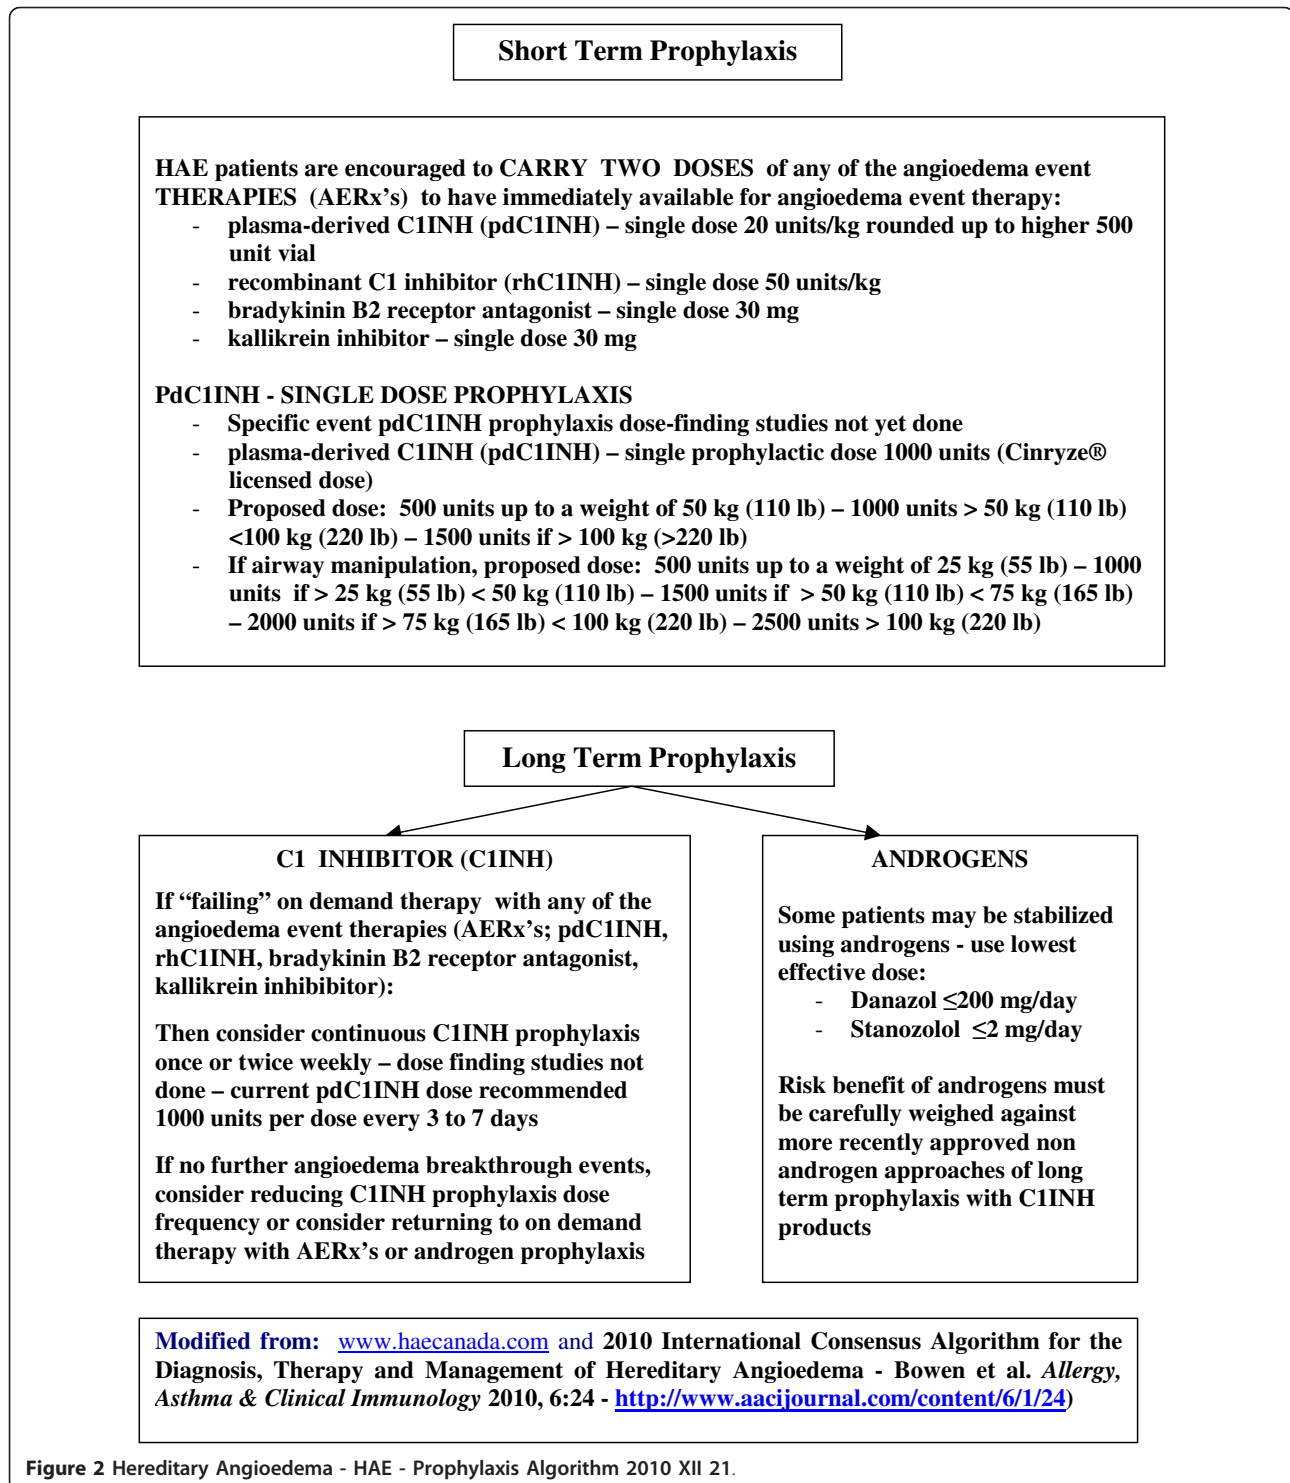 Short Term Prophylaxis
HAE patients are encouraged to CARRY TWO DOSES of any of the angioedema event
THERAPIES (AERx's) to have immediately available for angioedema event therapy:
- plasma-derived C1INH (pdC1INH) – single dose 20 units/kg rounded up to higher 500
unit vial
- recombinant C1 inhibitor (rhC1INH) – single dose 50 units/kg
- bradykinin B2 receptor antagonist – single dose 30 mg
- kallikrein inhibitor – single dose 30 mg
PdC1INH - SINGLE DOSE PROPHYLAXIS
- Specific event pdC1INH prophylaxis dose-finding studies not yet done
- plasma-derived C1INH (pdC1INH) – single prophylactic dose 1000 units (Cinryze®
licensed dose)
- Proposed dose: 500 units up to a weight of 50 kg (110 lb) – 1000 units > 50 kg (110 lb)
<100 kg (220 lb) – 1500 units if > 100 kg (>220 lb)
- If airway manipulation, proposed dose: 500 units up to a weight of 25 kg (55 lb) – 1000
units if > 25 kg (55 lb) < 50 kg (110 lb) – 1500 units if > 50 kg (110 lb) < 75 kg (165 lb)
– 2000 units if > 75 kg (165 lb) < 100 kg (220 lb) – 2500 units > 100 kg (220 lb)
Long Term Prophylaxis
C1 INHIBITOR (C1INH)
If “failing” on demand therapy with any of the
angioedema event therapies (AERx's; pdC1INH,
rhC1INH, bradykinin B2 receptor antagonist,
kallikrein inhibibitor):
Then consider continuous C1INH prophylaxis
once or twice weekly – dose finding studies not
done – current pdC1INH dose recommended
1000 units per dose every 3 to 7 days
If no further angioedema breakthrough events,
consider reducing C1INH prophylaxis dose
frequency or consider returning to on demand
therapy with AERx's or androgen prophylaxis
ANDROGENS
Some patients may be stabilized
using androgens - use lowest
effective dose:
- Danazol ≤200 mg/day
- Stanozolol ≤2 mg/day
Risk benefit of androgens must
be carefully weighed against
more recently approved non
androgen approaches of long
term prophylaxis with C1INH
products
Modified from: www.haecanada.com and 2010 International Consensus Algorithm for the
Diagnosis, Therapy and Management of Hereditary Angioedema - Bowen et al. Allergy,
Asthma & Clinical Immunology 2010, 6:24 - http://www.aacijournal.com/content/6/1/24)
Figure 2 Hereditary Angioedema - HAE - Prophylaxis Algorithm 2010 XII 21.